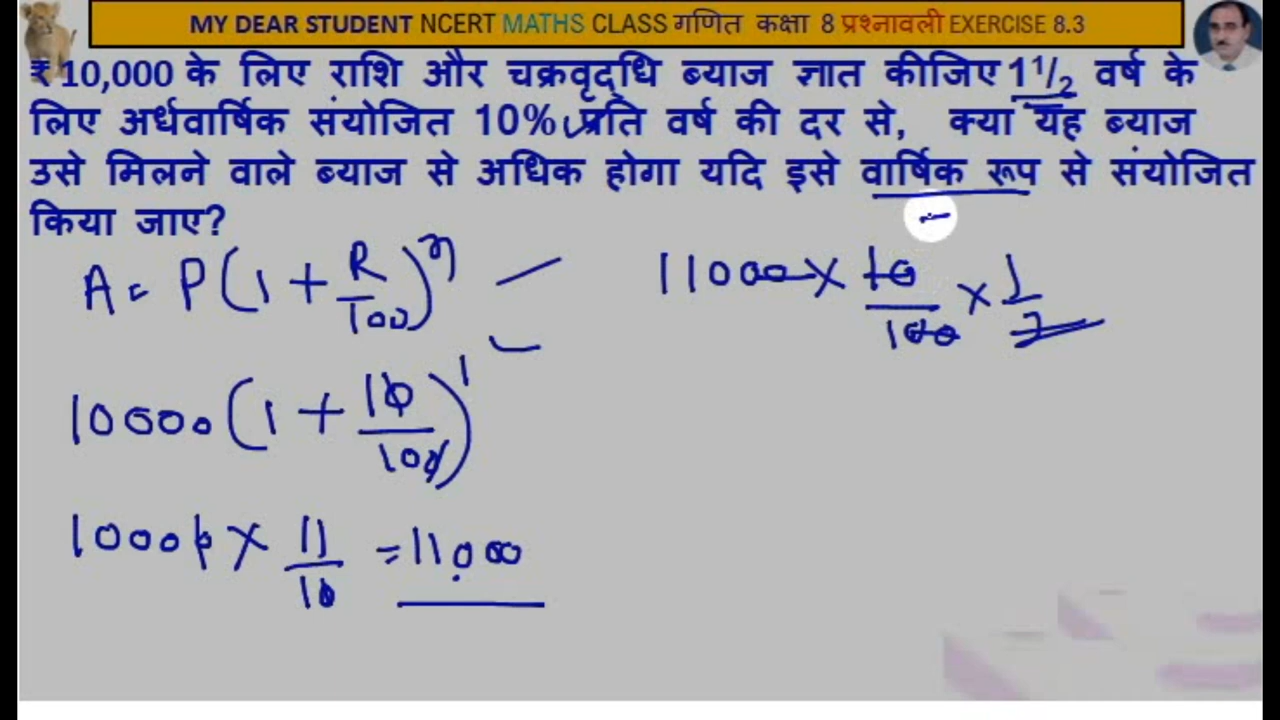 MY DEAR STUDENT NCERT MATHS CLASS गणित कक्षा 8 प्रश्नावली EXERCISE 8.3
₹ 10,000 के लिए राशि और चक्रवृद्धि ब्याज ज्ञात कीजिए 1¹/₂ वर्ष के
लिए अर्धवार्षिक संयोजित 10% प्रति वर्ष की दर से, क्या यह ब्याज
उसे मिलने वाले ब्याज से अधिक होगा यदि इसे वार्षिक रूप से संयोजित
किया जाए?
A = P(1 + R/100)^n
11000 × 10/100 × 1/2
10000(1 + 10/100)^1
10000 × 11/10 = 11,000